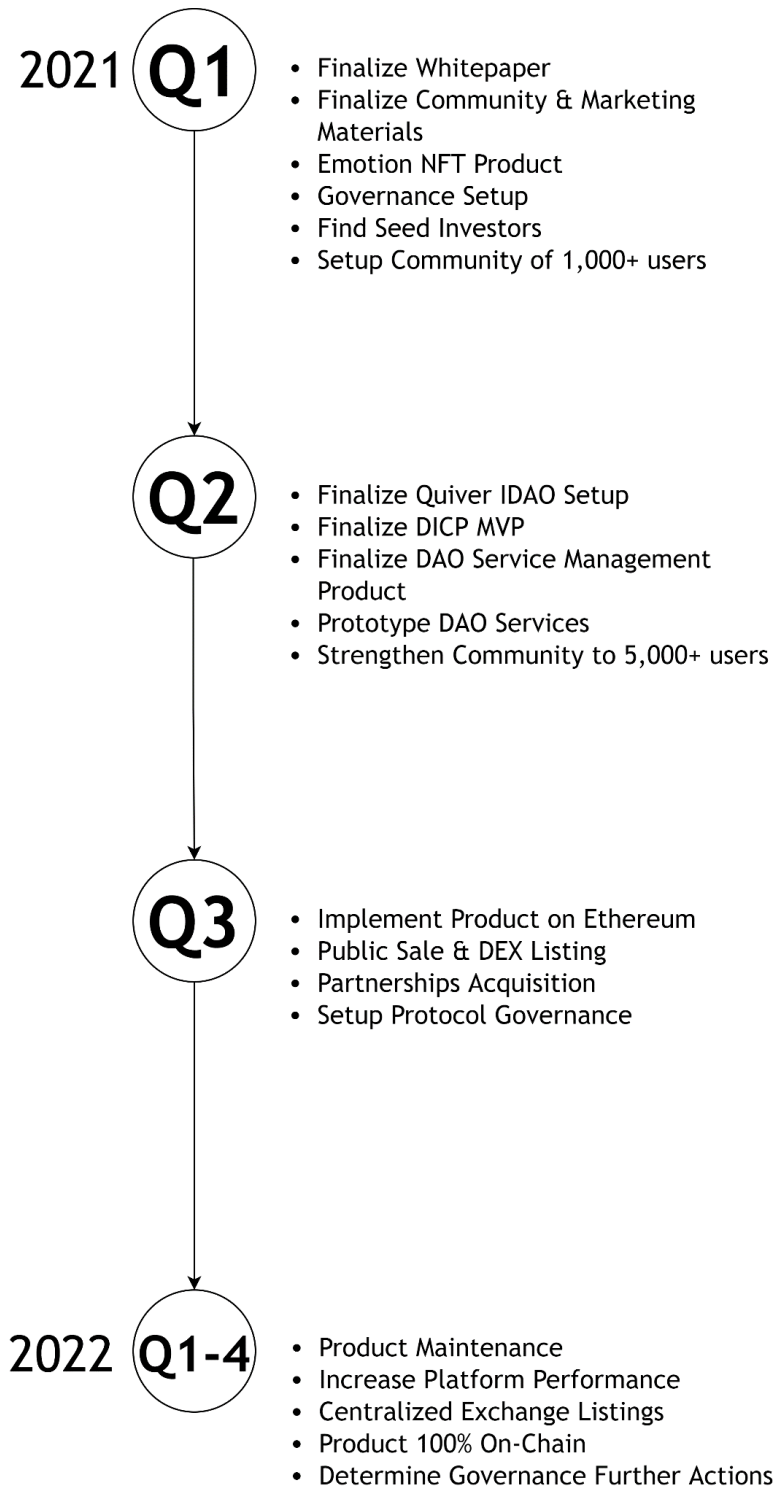 2021 Q1
• Finalize Whitepaper
• Finalize Community & Marketing
Materials
• Emotion NFT Product
• Governance Setup
• Find Seed Investors
• Setup Community of 1,000+ users
Q2
• Finalize Quiver IDAO Setup
• Finalize DICP MVP
• Finalize DAO Service Management
Product
• Prototype DAO Services
• Strengthen Community to 5,000+ users
Q3
• Implement Product on Ethereum
• Public Sale & DEX Listing
• Partnerships Acquisition
• Setup Protocol Governance
2022 Q1-4
• Product Maintenance
• Increase Platform Performance
• Centralized Exchange Listings
• Product 100% On-Chain
• Determine Governance Further Actions